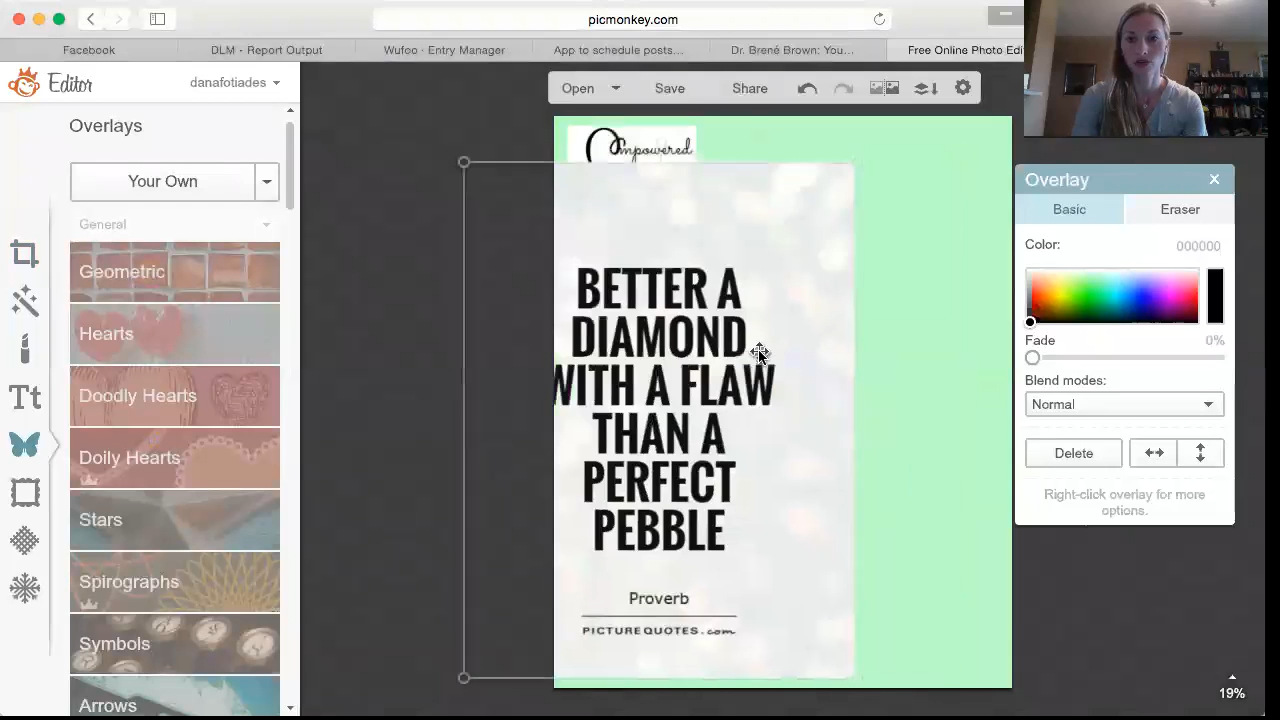 picmonkey.com
Facebook
DLM - Report Output
Wufoo · Entry Manager
App to schedule posts...
Dr. Brené Brown: You...
Free Online Photo Edi
Editor
danafotiades
Open
Save
Share
Overlays
Your Own
General
Geometric
Hearts
Doodly Hearts
Doily Hearts
Stars
Spirographs
Symbols
Arrows
Empowered
BETTER A
DIAMOND
WITH A FLAW
THAN A
PERFECT
PEBBLE
Proverb
PICTUREQUOTES.com
Overlay
Basic
Eraser
Color:
000000
Fade
0%
Blend modes:
Normal
Delete
Right-click overlay for more
options.
19%
Tt